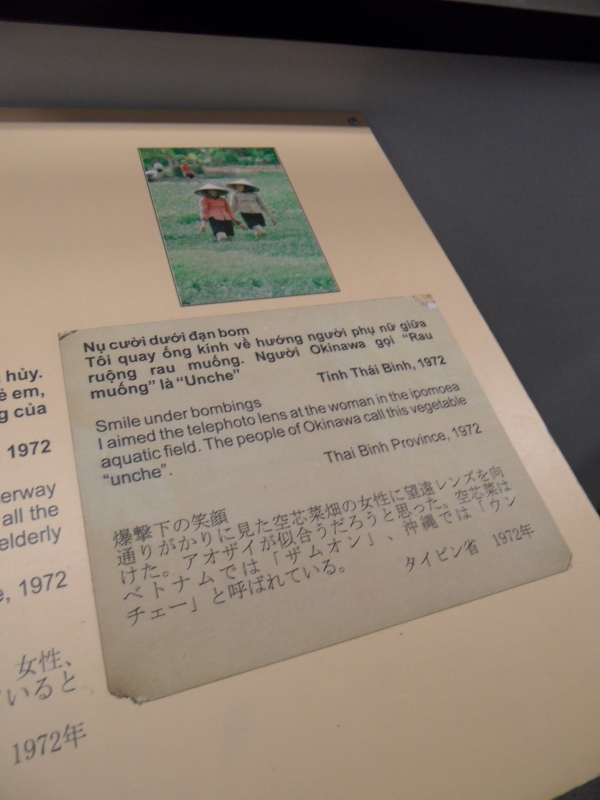 hủy.
ẻ em,
g của
1972
erway
all the
elderly
e, 1972
女性、
いると
1972年
Nụ cười dưới đạn bom
Tôi quay ống kính về hướng người phụ nữ giữa
ruộng rau muống. Người Okinawa gọi “Rau
muống” là “Unche”
Tỉnh Thái Bình, 1972
Smile under bombings
I aimed the telephoto lens at the woman in the ipomoea
aquatic field. The people of Okinawa call this vegetable
“unche”.
Thai Binh Province, 1972
爆撃下の笑顔
通りがかりに見た空芯菜畑の女性に望遠レンズを向
けた。アオザイが似合うだろうと思った。空芯菜は
ベトナムでは「ザムオン」、沖縄では「ウン
チェー」と呼ばれている。
タイビン省 1972年